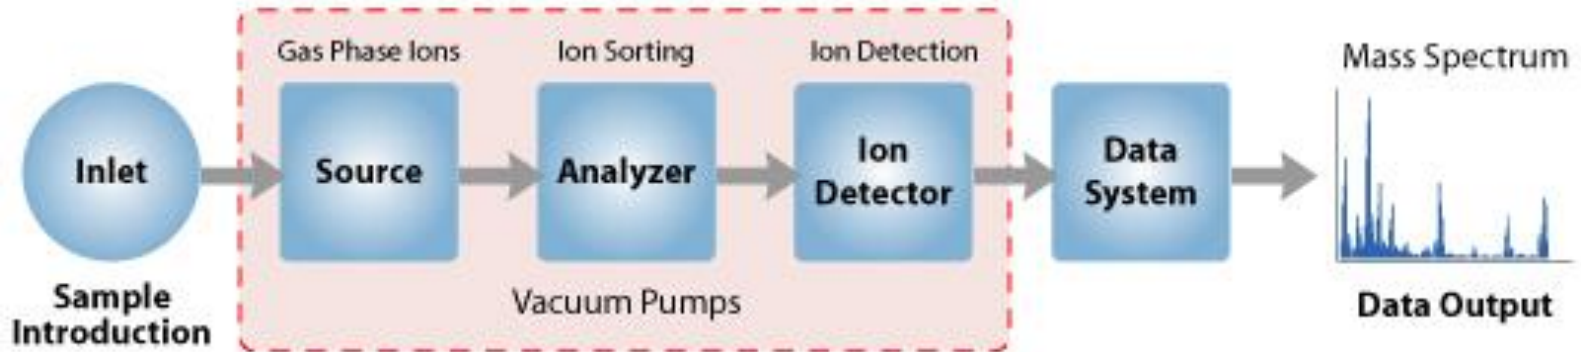 Gas Phase Ions
Ion Sorting
Ion Detection
Mass Spectrum
Inlet
Source
Analyzer
Ion
Detector
Data
System
Sample
Introduction
Vacuum Pumps
Data Output